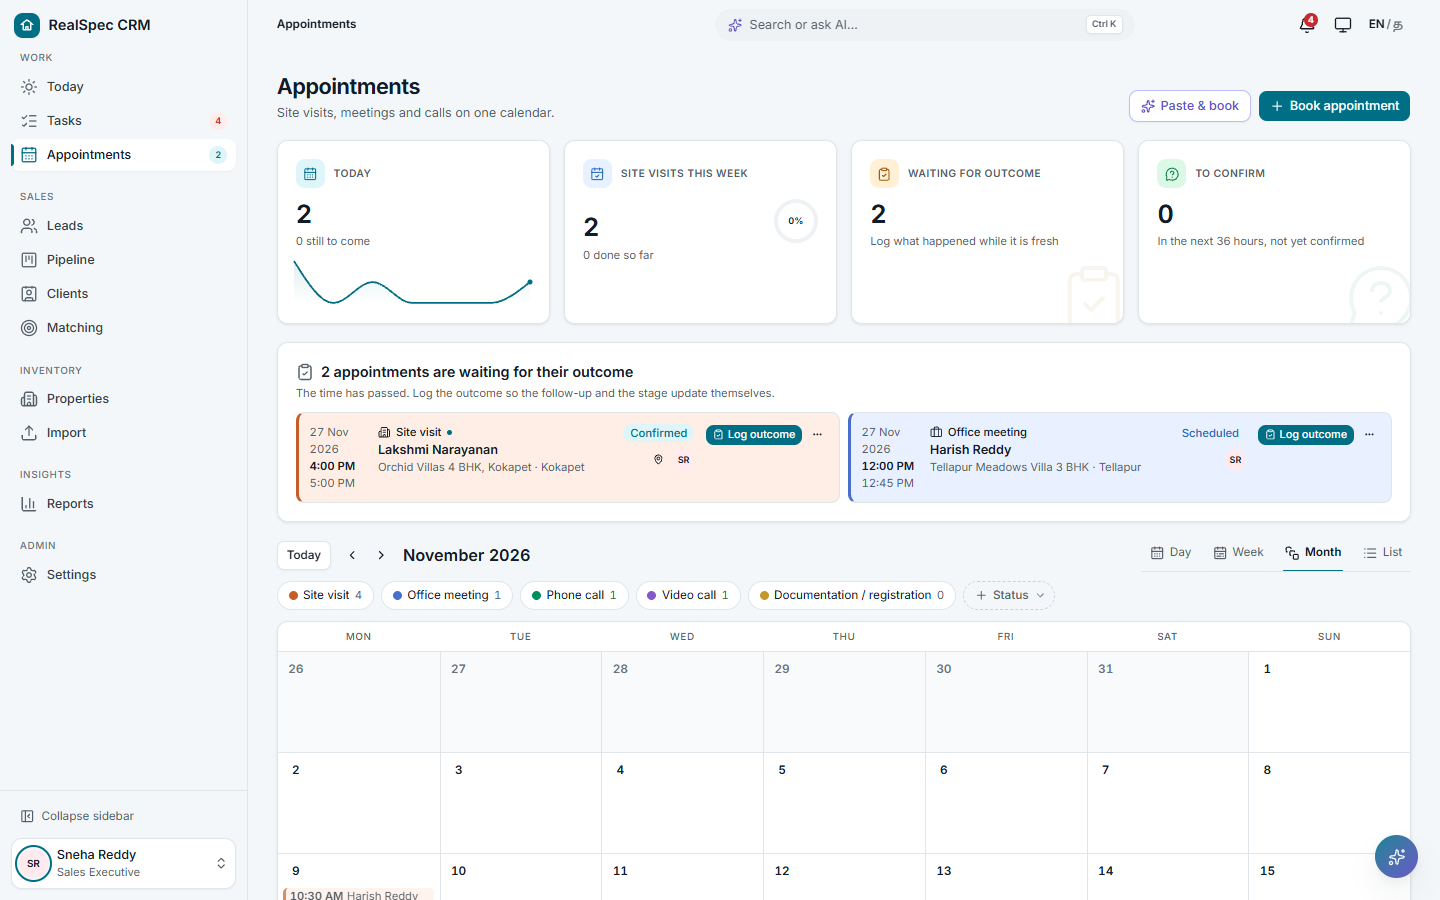 RealSpec CRM
WORK
Today
Tasks 4
Appointments 2
SALES
Leads
Pipeline
Clients
Matching
INVENTORY
Properties
Import
INSIGHTS
Reports
ADMIN
Settings
Collapse sidebar
SR Sneha Reddy
Sales Executive
Appointments
Search or ask AI... Ctrl K
4
EN / த
Appointments
Site visits, meetings and calls on one calendar.
Paste & book
Book appointment
TODAY
2
0 still to come
SITE VISITS THIS WEEK
2
0%
0 done so far
WAITING FOR OUTCOME
2
Log what happened while it is fresh
TO CONFIRM
0
In the next 36 hours, not yet confirmed
2 appointments are waiting for their outcome
The time has passed. Log the outcome so the follow-up and the stage update themselves.
27 Nov 2026
4:00 PM
5:00 PM
Site visit
Lakshmi Narayanan
Orchid Villas 4 BHK, Kokapet · Kokapet
Confirmed
SR
Log outcome
27 Nov 2026
12:00 PM
12:45 PM
Office meeting
Harish Reddy
Tellapur Meadows Villa 3 BHK · Tellapur
Scheduled
SR
Log outcome
Today
November 2026
Day Week Month List
Site visit 4
Office meeting 1
Phone call 1
Video call 1
Documentation / registration 0
Status
MON TUE WED THU FRI SAT SUN
26 27 28 29 30 31 1
2 3 4 5 6 7 8
9 10 11 12 13 14 15
10:30 AM Harish Reddy